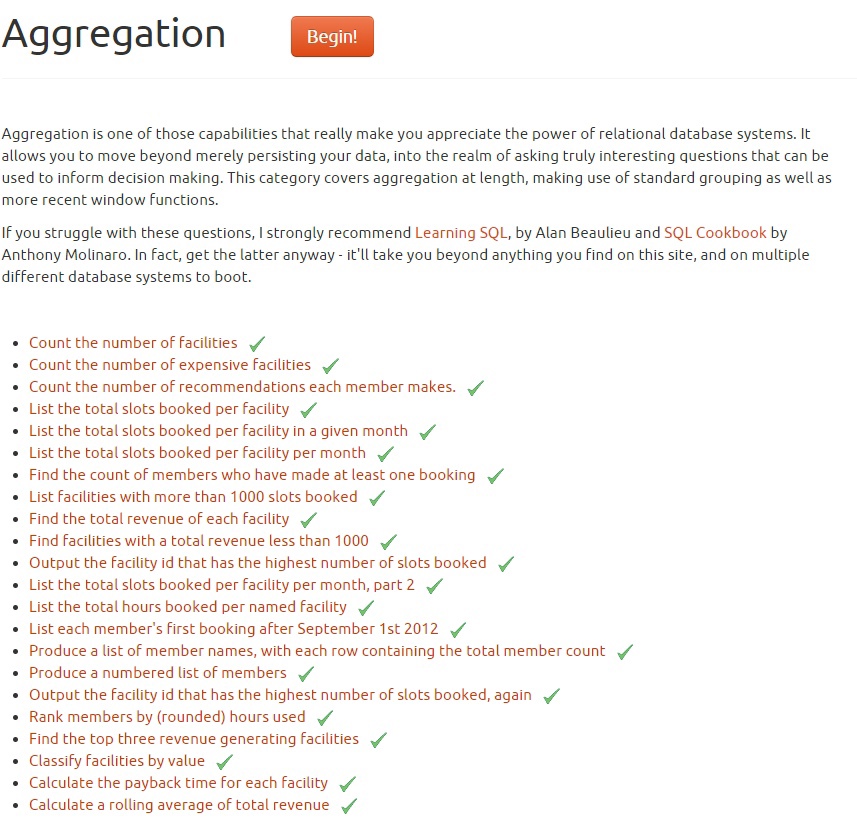 Aggregation
Begin!
Aggregation is one of those capabilities that really make you appreciate the power of relational database systems. It
allows you to move beyond merely persisting your data, into the realm of asking truly interesting questions that can be
used to inform decision making. This category covers aggregation at length, making use of standard grouping as well as
more recent window functions.
If you struggle with these questions, I strongly recommend Learning SQL, by Alan Beaulieu and SQL Cookbook by
Anthony Molinaro. In fact, get the latter anyway - it'll take you beyond anything you find on this site, and on multiple
different database systems to boot.
Count the number of facilities
Count the number of expensive facilities
Count the number of recommendations each member makes.
List the total slots booked per facility
List the total slots booked per facility in a given month
List the total slots booked per facility per month
Find the count of members who have made at least one booking
List facilities with more than 1000 slots booked
Find the total revenue of each facility
Find facilities with a total revenue less than 1000
Output the facility id that has the highest number of slots booked
List the total slots booked per facility per month, part 2
List the total hours booked per named facility
List each member's first booking after September 1st 2012
Produce a list of member names, with each row containing the total member count
Produce a numbered list of members
Output the facility id that has the highest number of slots booked, again
Rank members by (rounded) hours used
Find the top three revenue generating facilities
Classify facilities by value
Calculate the payback time for each facility
Calculate a rolling average of total revenue